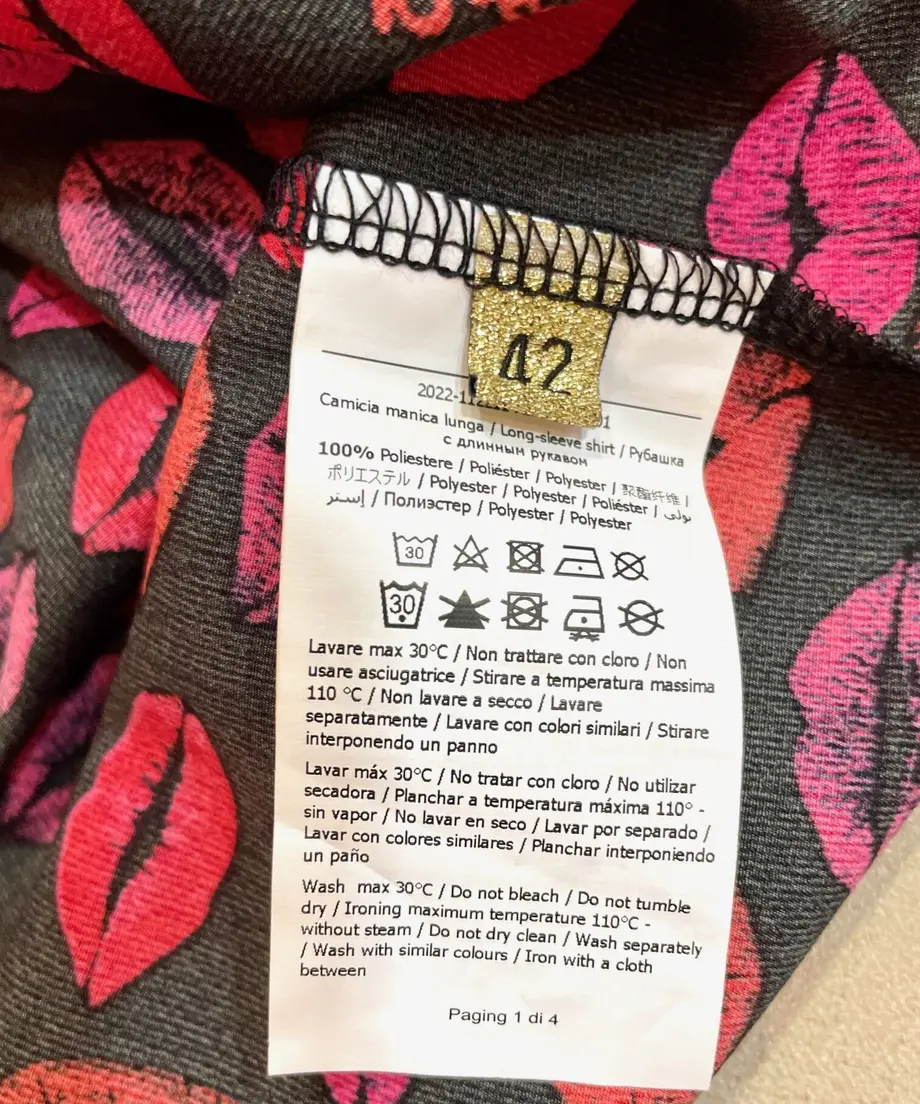 42
Camicia manica lunga / Long-sleeve shirt / Рубашка
с длинным рукавом
100% Poliestere / Poliéster / Polyester / 聚酯纤维 /
ポリエステル / Polyester / Polyester / Poliéster / بولي
إستر / Полиэстер / Polyester / Polyester
30
30
Lavare max 30°C / Non trattare con cloro / Non
usare asciugatrice / Stirare a temperatura massima
110 °C / Non lavare a secco / Lavare
separatamente / Lavare con colori similari / Stirare
interponendo un panno
Lavar máx 30°C / No tratar con cloro / No utilizar
secadora / Planchar a temperatura máxima 110° -
sin vapor / No lavar en seco / Lavar por separado /
Lavar con colores similares / Planchar interponiendo
un paño
Wash max 30°C / Do not bleach / Do not tumble
dry / Ironing maximum temperature 110°C -
without steam / Do not dry clean / Wash separately
/ Wash with similar colours / Iron with a cloth
between
Paging 1 di 4